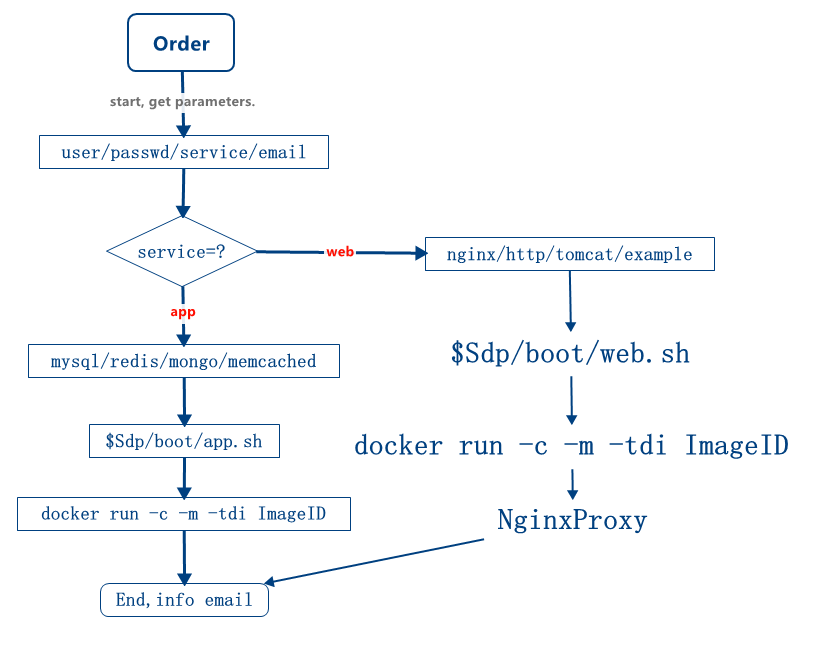 Order
start, get parameters.
user/passwd/service/email
service=?
web
nginx/http/tomcat/example
app
$Sdp/boot/web.sh
mysql/redis/mongo/memcached
$Sdp/boot/app.sh
docker run -c -m -tdi ImageID
docker run -c -m -tdi ImageID
NginxProxy
End,info email